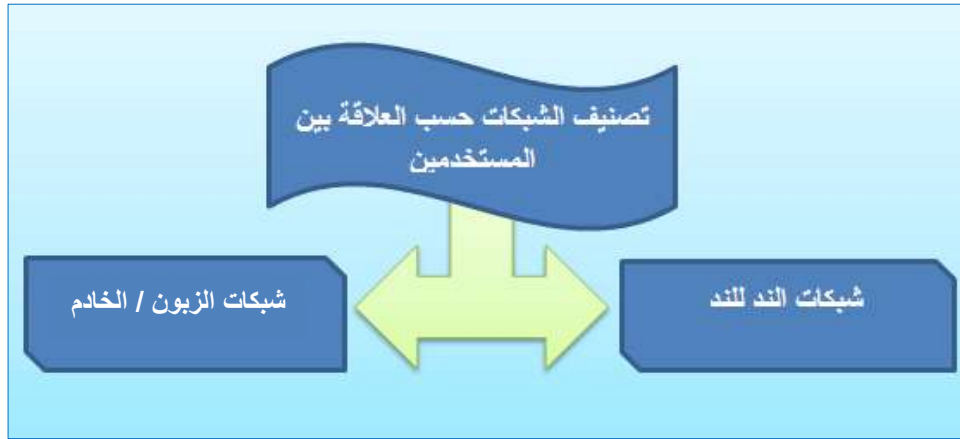 تصنيف الشبكات حسب العلاقة بين
المستخدمين
شبكات الند للند
شبكات الزبون / الخادم